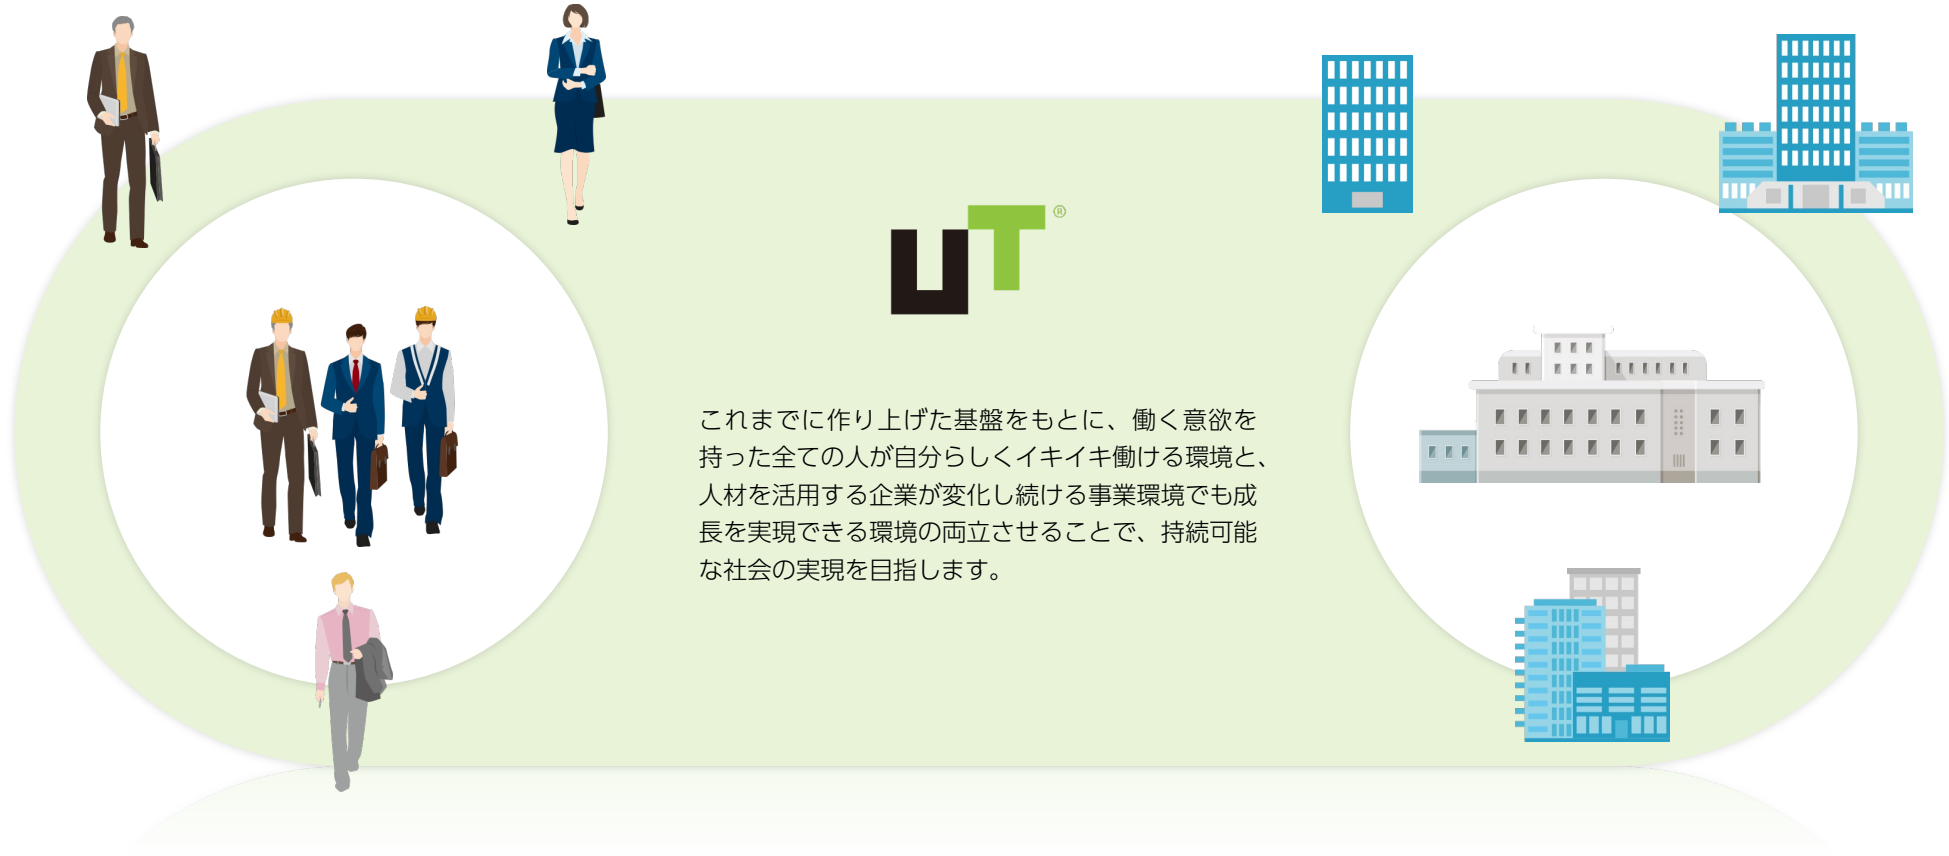 UT®
これまでに作り上げた基盤をもとに、働く意欲を
持った全ての人が自分らしくイキイキ働ける環境と、
人材を活用する企業が変化し続ける事業環境でも成
長を実現できる環境の両立させることで、持続可能
な社会の実現を目指します。